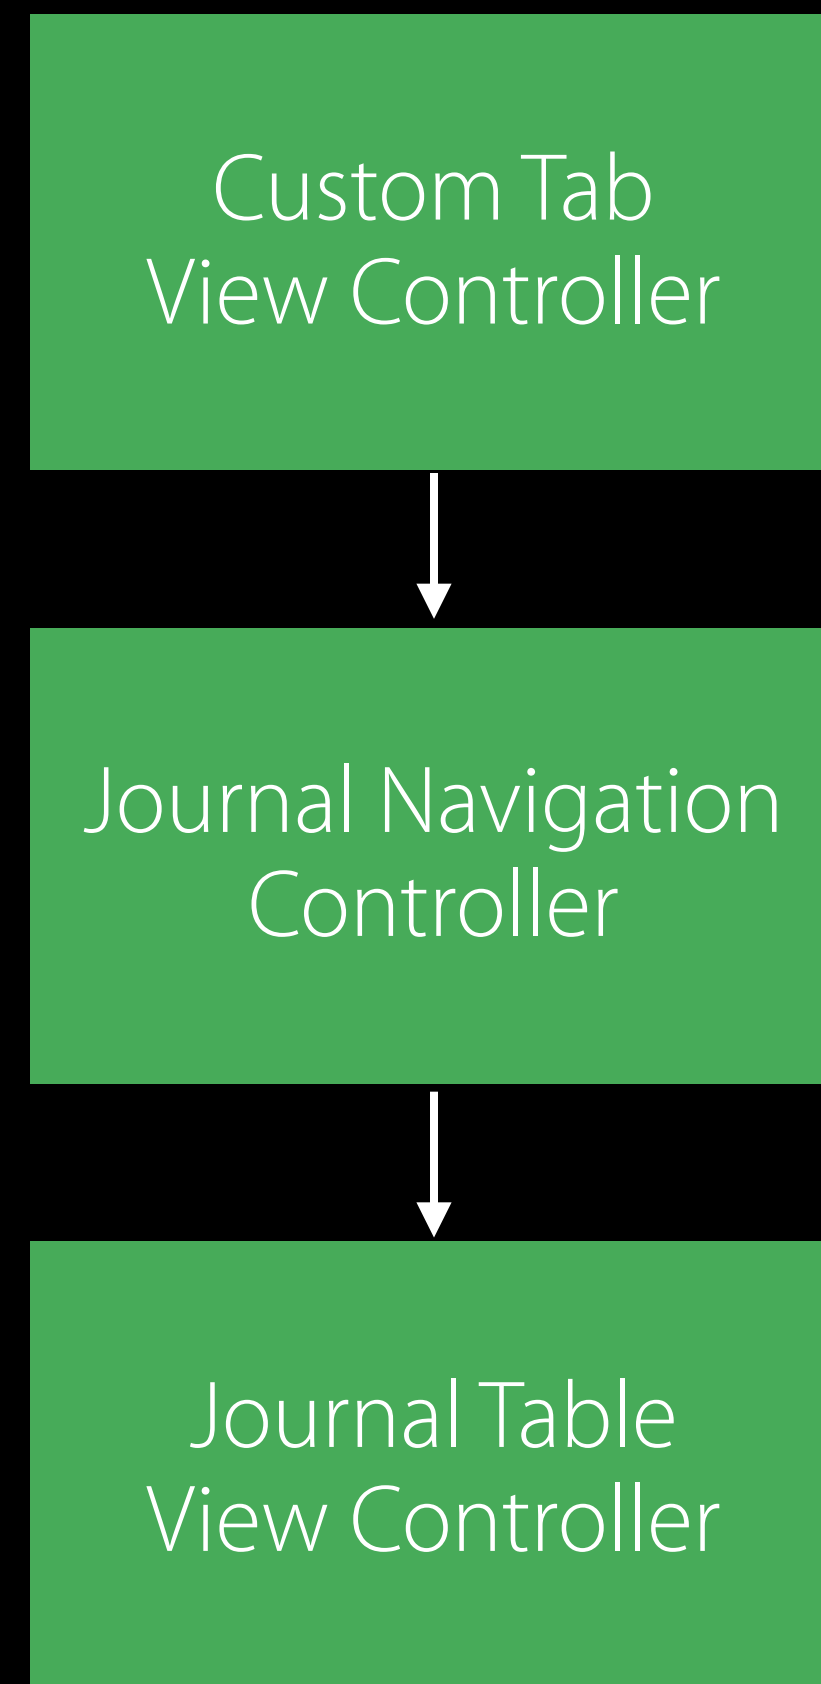 Custom Tab
View Controller
Journal Navigation
Controller
Journal Table
View Controller